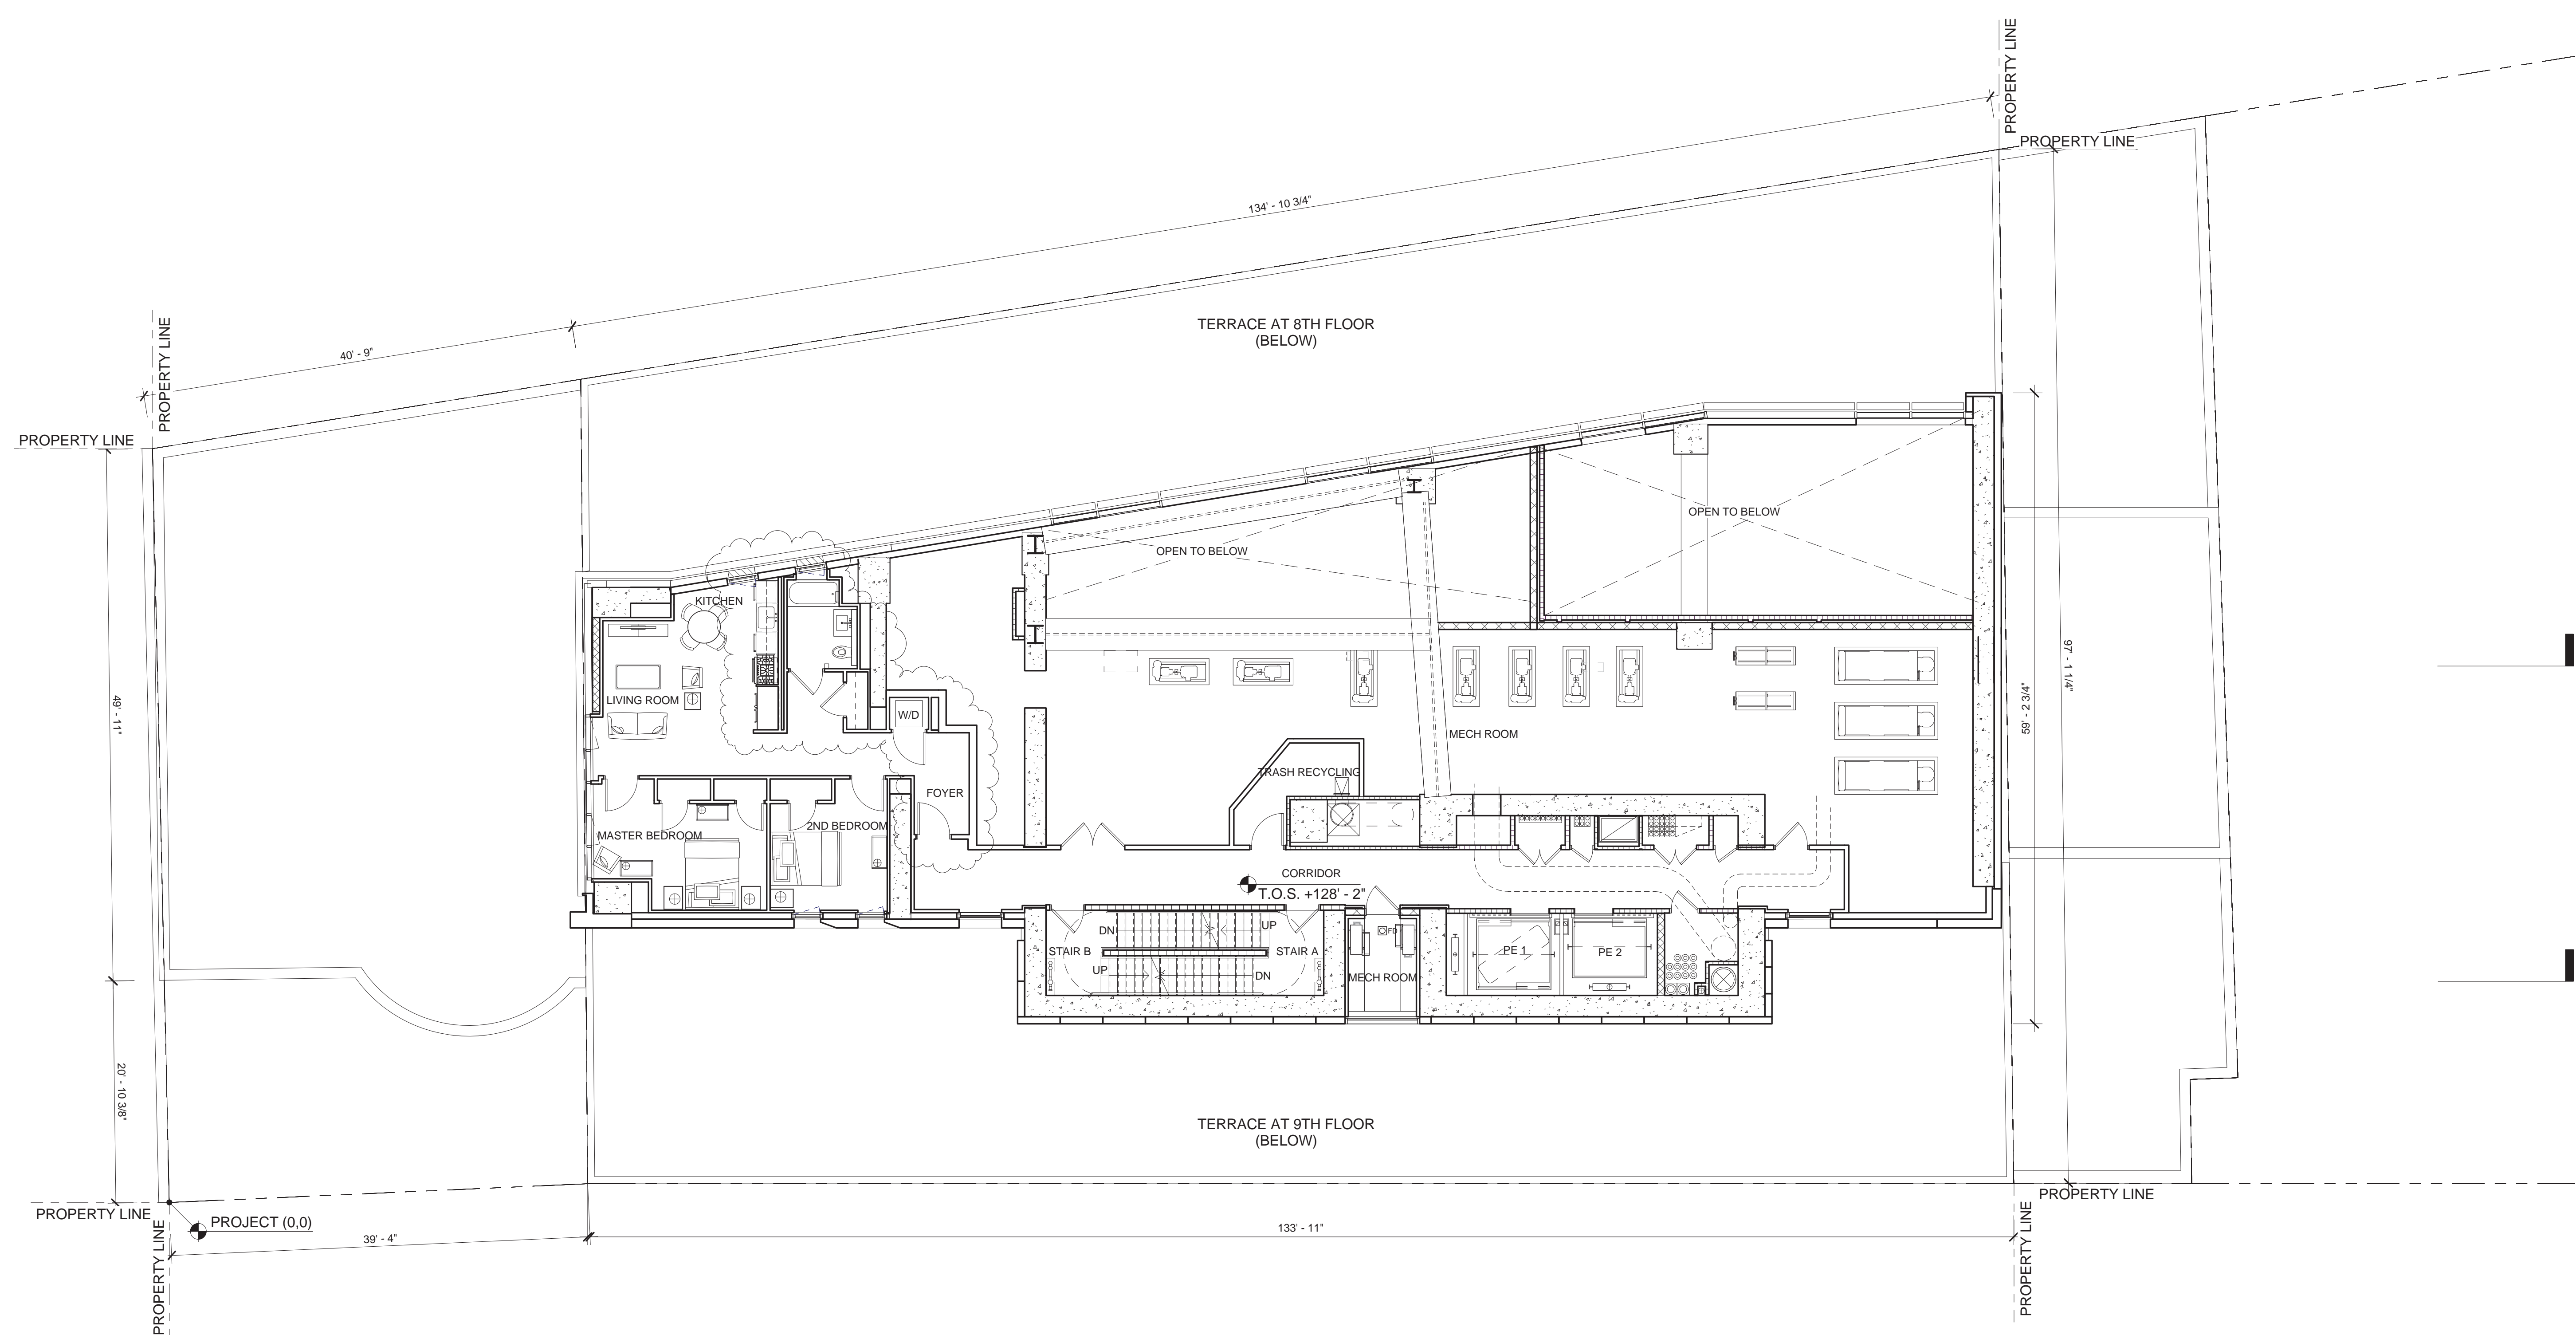 PROPERTY LINE
PROPERTY LINE
134' - 10 3/4"
40' - 9"
PROPERTY LINE
PROPERTY LINE
TERRACE AT 8TH FLOOR
(BELOW)
OPEN TO BELOW
OPEN TO BELOW
KITCHEN
LIVING ROOM
W/D
MECH ROOM
49' - 11"
59' - 2 3/4"
97' - 1 1/4"
TRASH RECYCLING
FOYER
MASTER BEDROOM
2ND BEDROOM
CORRIDOR
T.O.S. +128' - 2"
DN
UP
FD
STAIR B
STAIR A
PE 1
PE 2
UP
DN
MECH ROOM
20' - 10 3/8"
TERRACE AT 9TH FLOOR
(BELOW)
PROPERTY LINE
PROPERTY LINE
PROJECT (0,0)
39' - 4"
133' - 11"
PROPERTY LINE
PROPERTY LINE